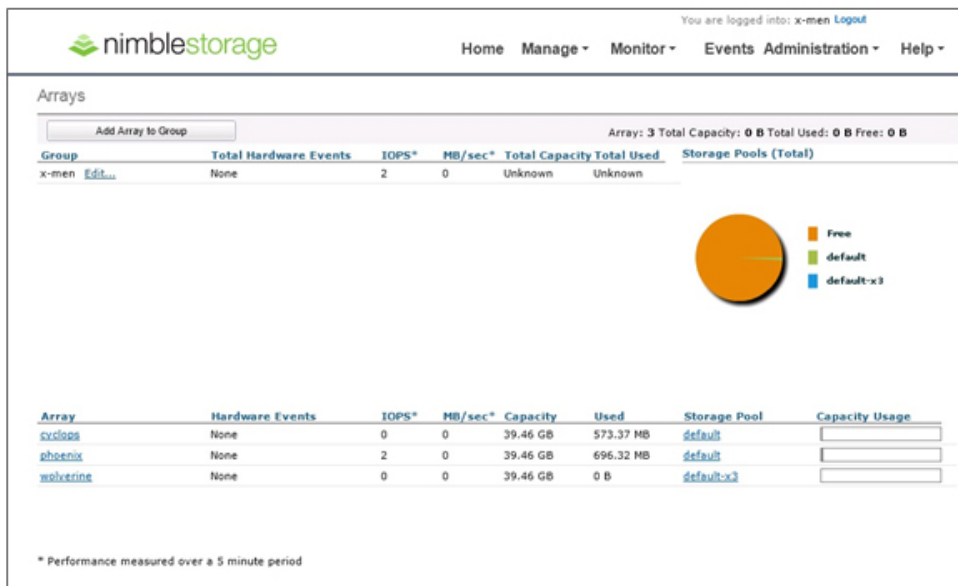 You are logged into: x-men Logout
nimblestorage
Home Manage Monitor Events Administration Help
Arrays
Add Array to Group
Array: 3 Total Capacity: 0 B Total Used: 0 B Free: 0 B
Group Total Hardware Events IOPS* MB/sec* Total Capacity Total Used Storage Pools (Total)
x-men Edit... None 2 0 Unknown Unknown
Free
default
default-x3
Array Hardware Events IOPS* MB/sec* Capacity Used Storage Pool Capacity Usage
cyclops None 0 0 39.46 GB 573.37 MB default
phoenix None 2 0 39.46 GB 696.32 MB default
wolverine None 0 0 39.46 GB 0 B default-x3
* Performance measured over a 5 minute period